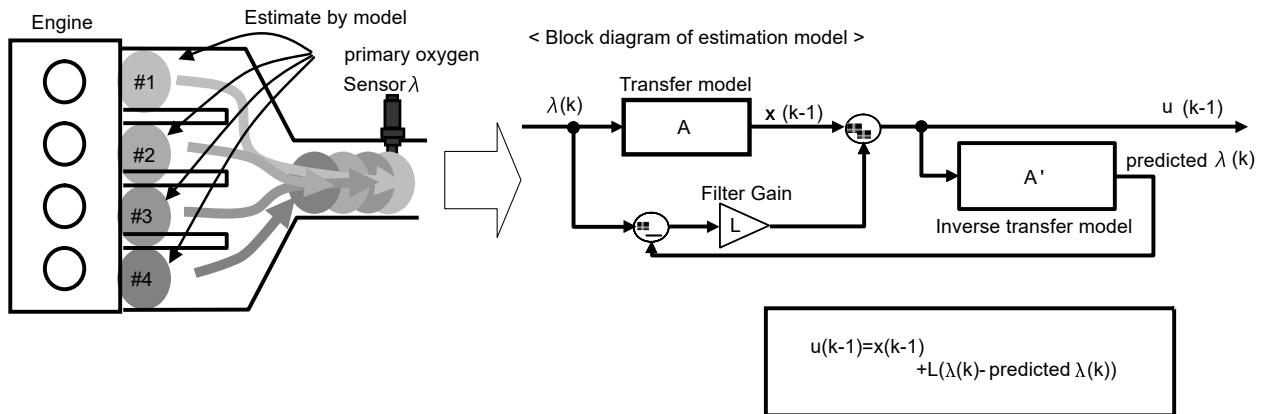 Engine
Estimate by model
primary oxygen
Sensor λ
#1
#2
#3
#4
< Block diagram of estimation model >
λ(k)
Transfer model
A
x (k-1)
u (k-1)
Filter Gain
L
A'
predicted λ(k)
Inverse transfer model
u(k-1)=x(k-1)
+L(λ(k)-predicted λ(k))